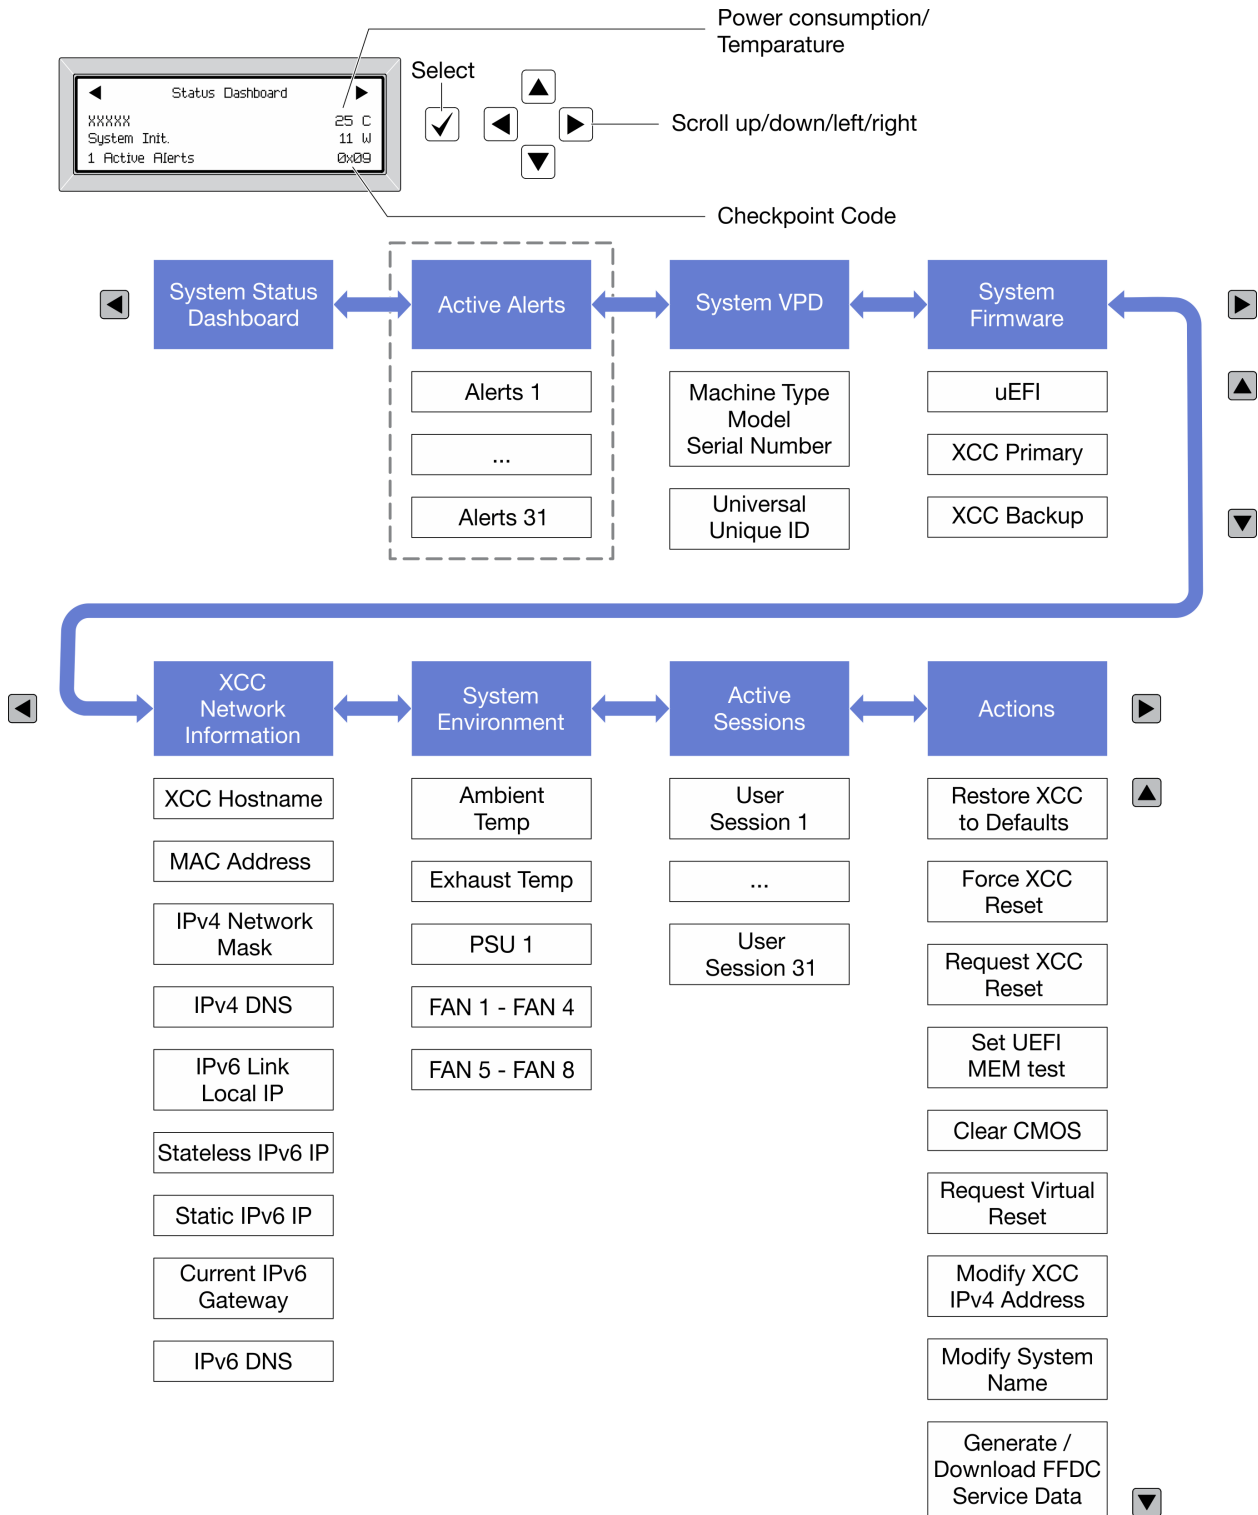 Power consumption/
Temparature
Select
Status Dashboard
XXXXX 25 C
System Init. 11 W
1 Active Alerts 0x09
Scroll up/down/left/right
Checkpoint Code
System Status
Dashboard
Active Alerts
System VPD
System
Firmware
Alerts 1
...
Alerts 31
Machine Type
Model
Serial Number
Universal
Unique ID
uEFI
XCC Primary
XCC Backup
XCC
Network
Information
System
Environment
Active
Sessions
Actions
XCC Hostname
MAC Address
IPv4 Network
Mask
IPv4 DNS
IPv6 Link
Local IP
Stateless IPv6 IP
Static IPv6 IP
Current IPv6
Gateway
IPv6 DNS
Ambient
Temp
Exhaust Temp
PSU 1
FAN 1 - FAN 4
FAN 5 - FAN 8
User
Session 1
...
User
Session 31
Restore XCC
to Defaults
Force XCC
Reset
Request XCC
Reset
Set UEFI
MEM test
Clear CMOS
Request Virtual
Reset
Modify XCC
IPv4 Address
Modify System
Name
Generate /
Download FFDC
Service Data